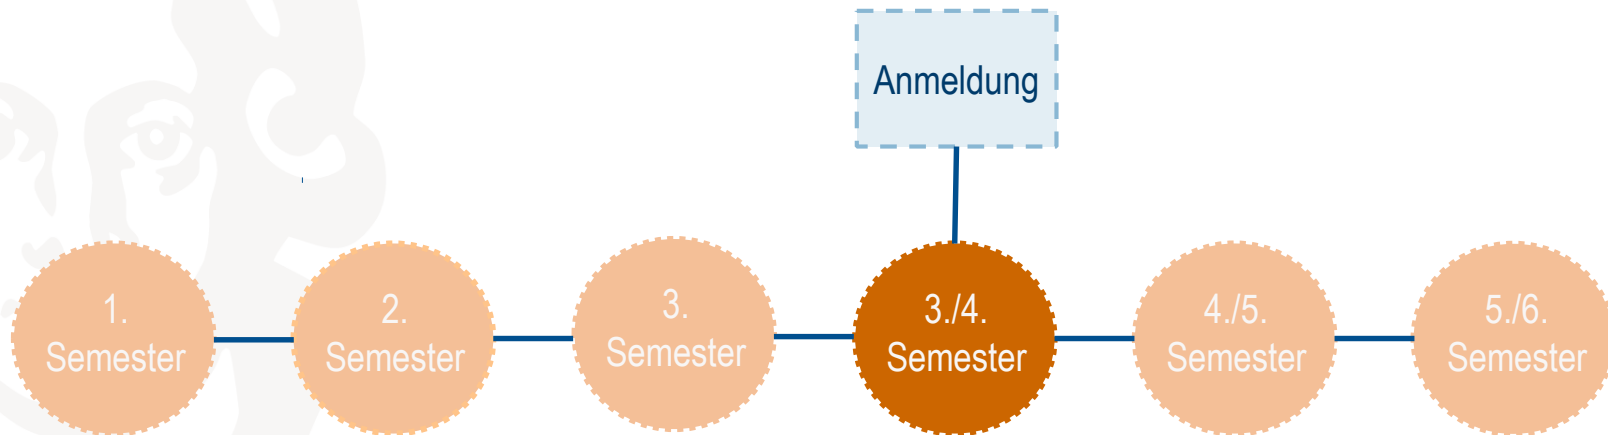 Anmeldung
1.
Semester
2.
Semester
3.
Semester
3./4.
Semester
4./5.
Semester
5./6.
Semester